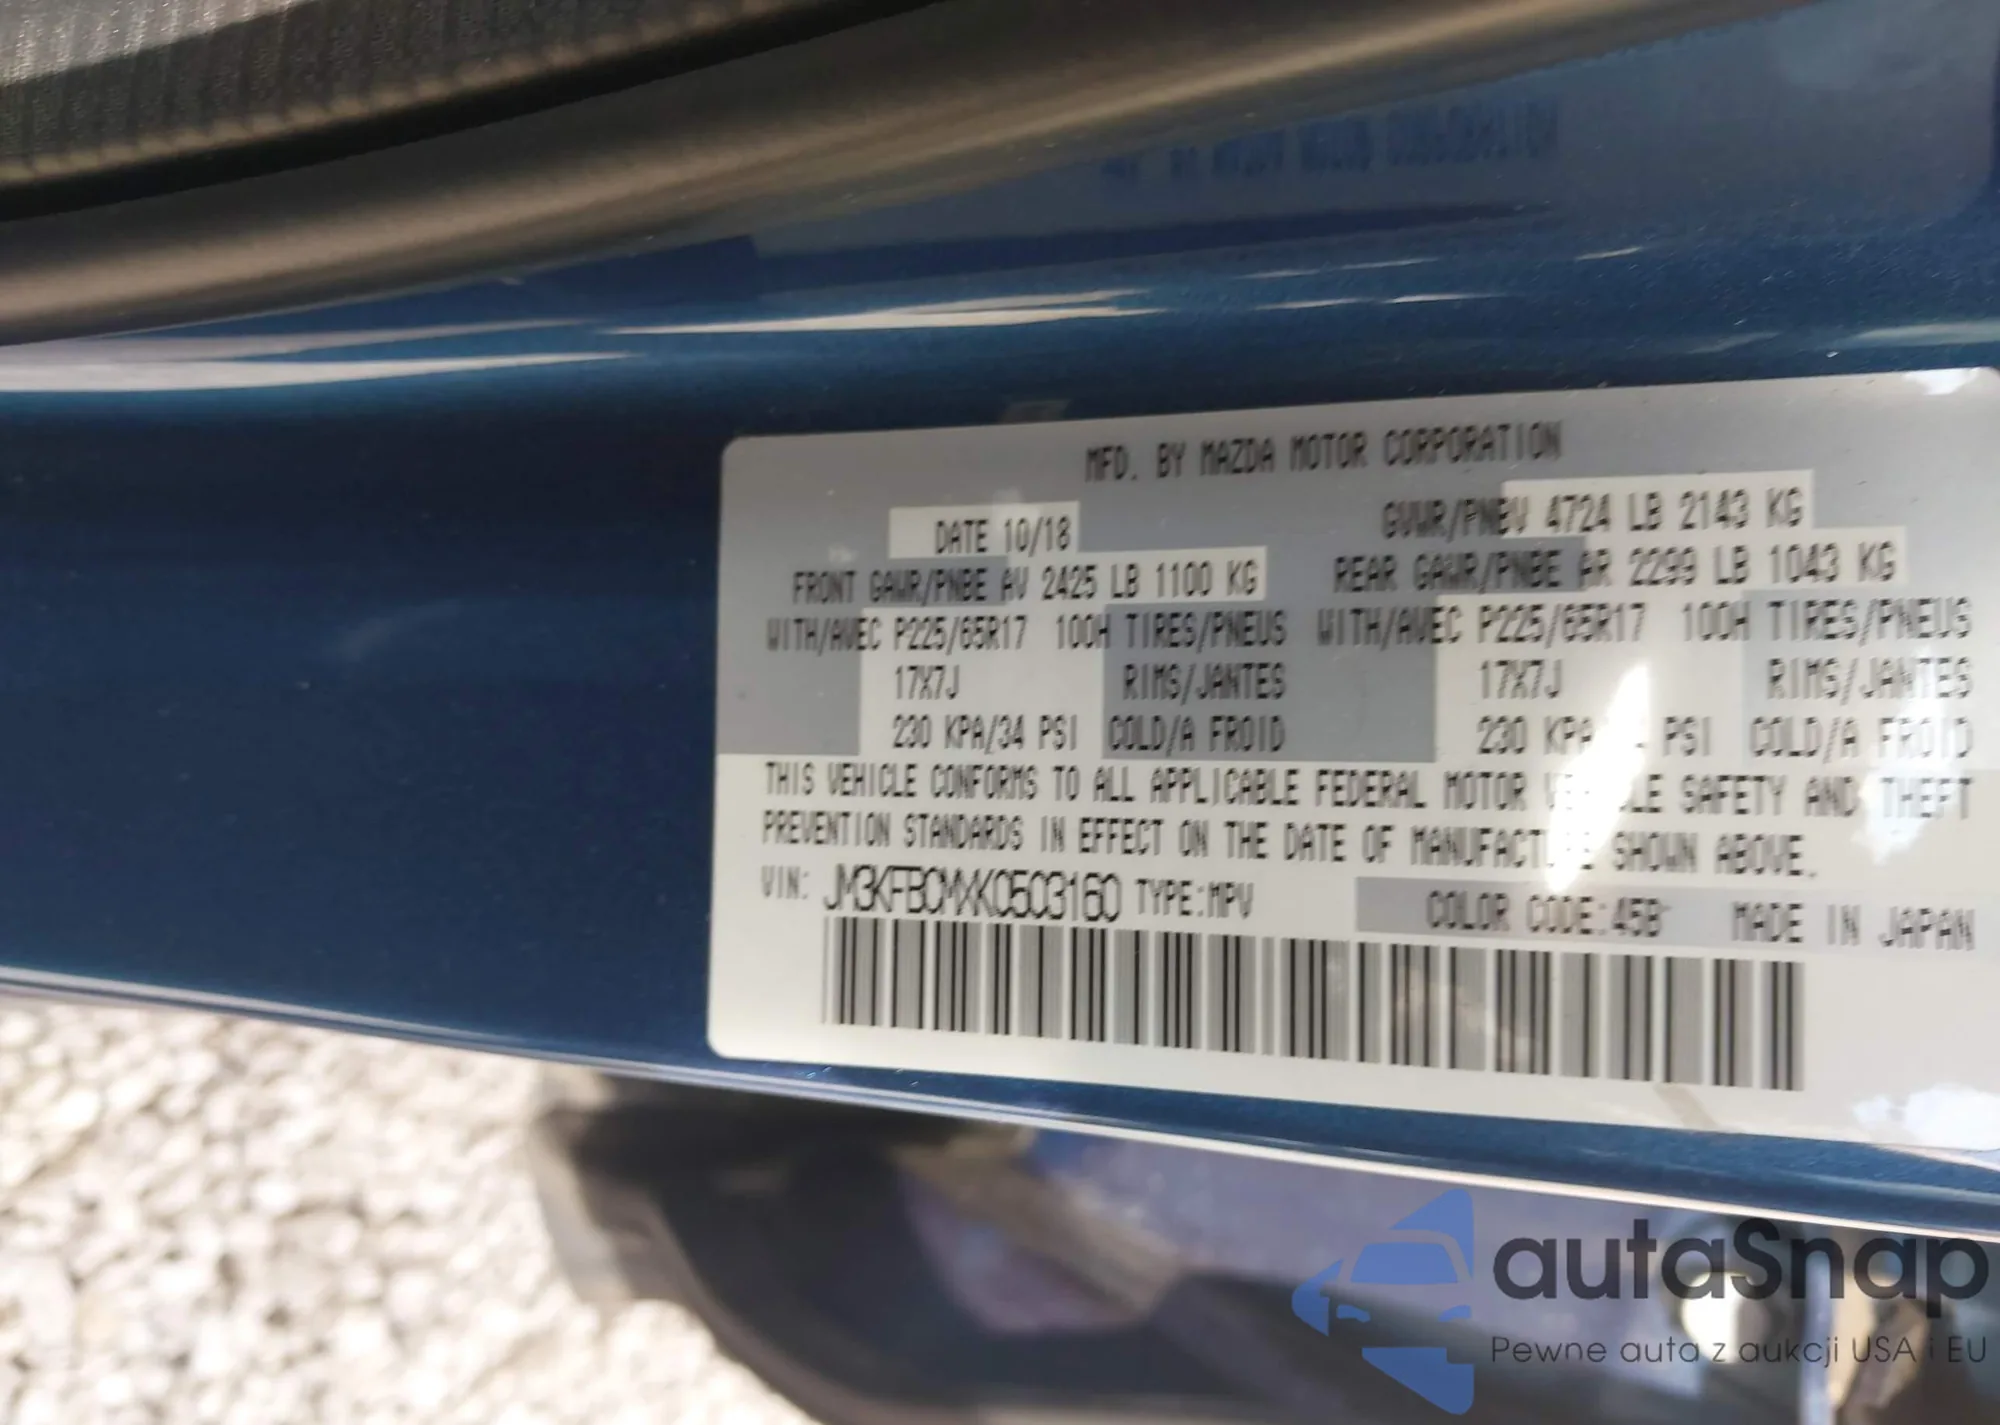 MFD. BY MAZDA MOTOR CORPORATION
DATE 10/18 GVWR/PNBV 4724 LB 2143 KG
FRONT GAWR/PNBE AV 2425 LB 1100 KG REAR GAWR/PNBE AR 2299 LB 1043 KG
WITH/AVEC P225/65R17 100H TIRES/PNEUS WITH/AVEC P225/65R17 100H TIRES/PNEUS
17X7J RIMS/JANTES 17X7J RIMS/JANTES
230 KPA/34 PSI COLD/A FROID 230 PSI COLD/A FROID
THIS VEHICLE CONFORMS TO ALL APPLICABLE FEDERAL MOTOR VEHICLE SAFETY AND THEFT
PREVENTION STANDARDS IN EFFECT ON THE DATE OF MANUFACTURE SHOWN ABOVE.
VIN: JM3KFBCMXK0503160 TYPE:MPV COLOR CODE:45B MADE IN JAPAN
autaSnap
Pewne auta z aukcji USA i EU